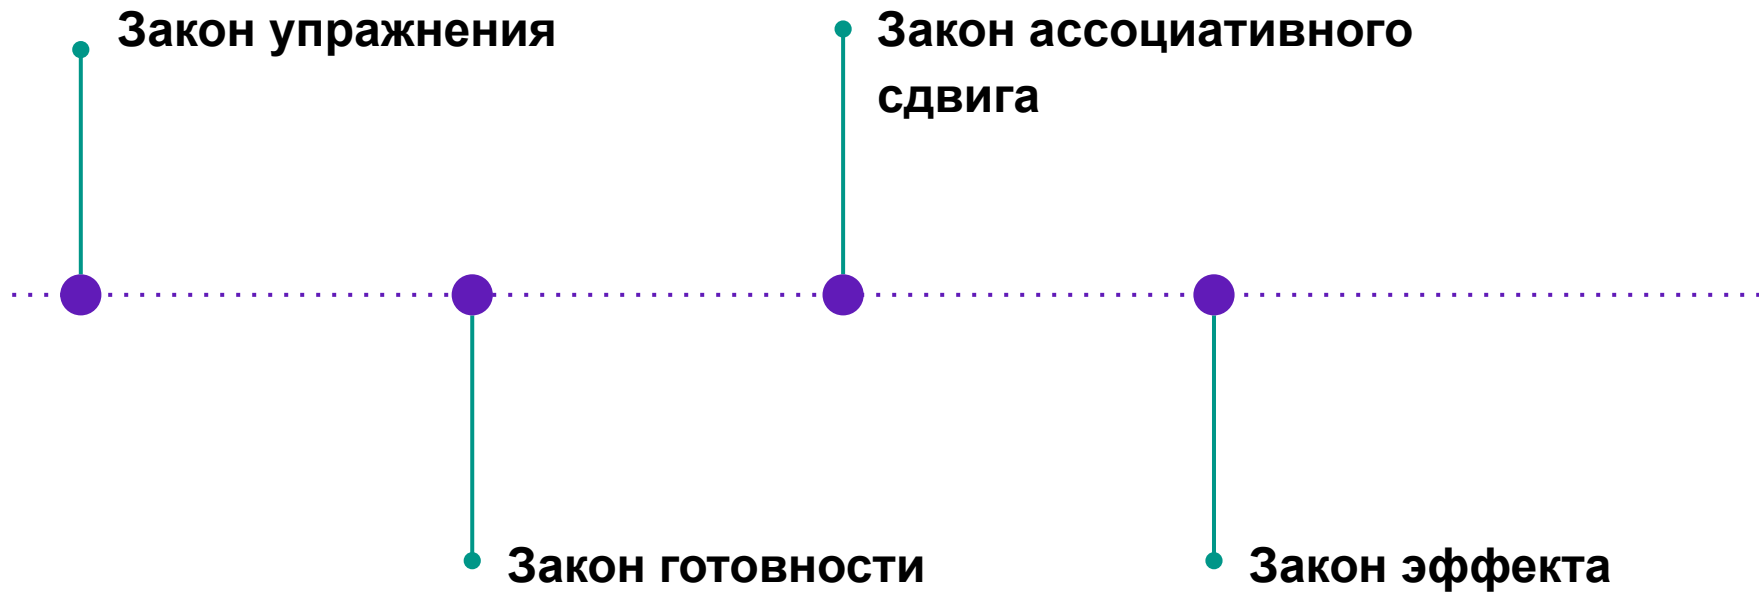 Закон упражнения
Закон ассоциативного
сдвига
Закон готовности
Закон эффекта